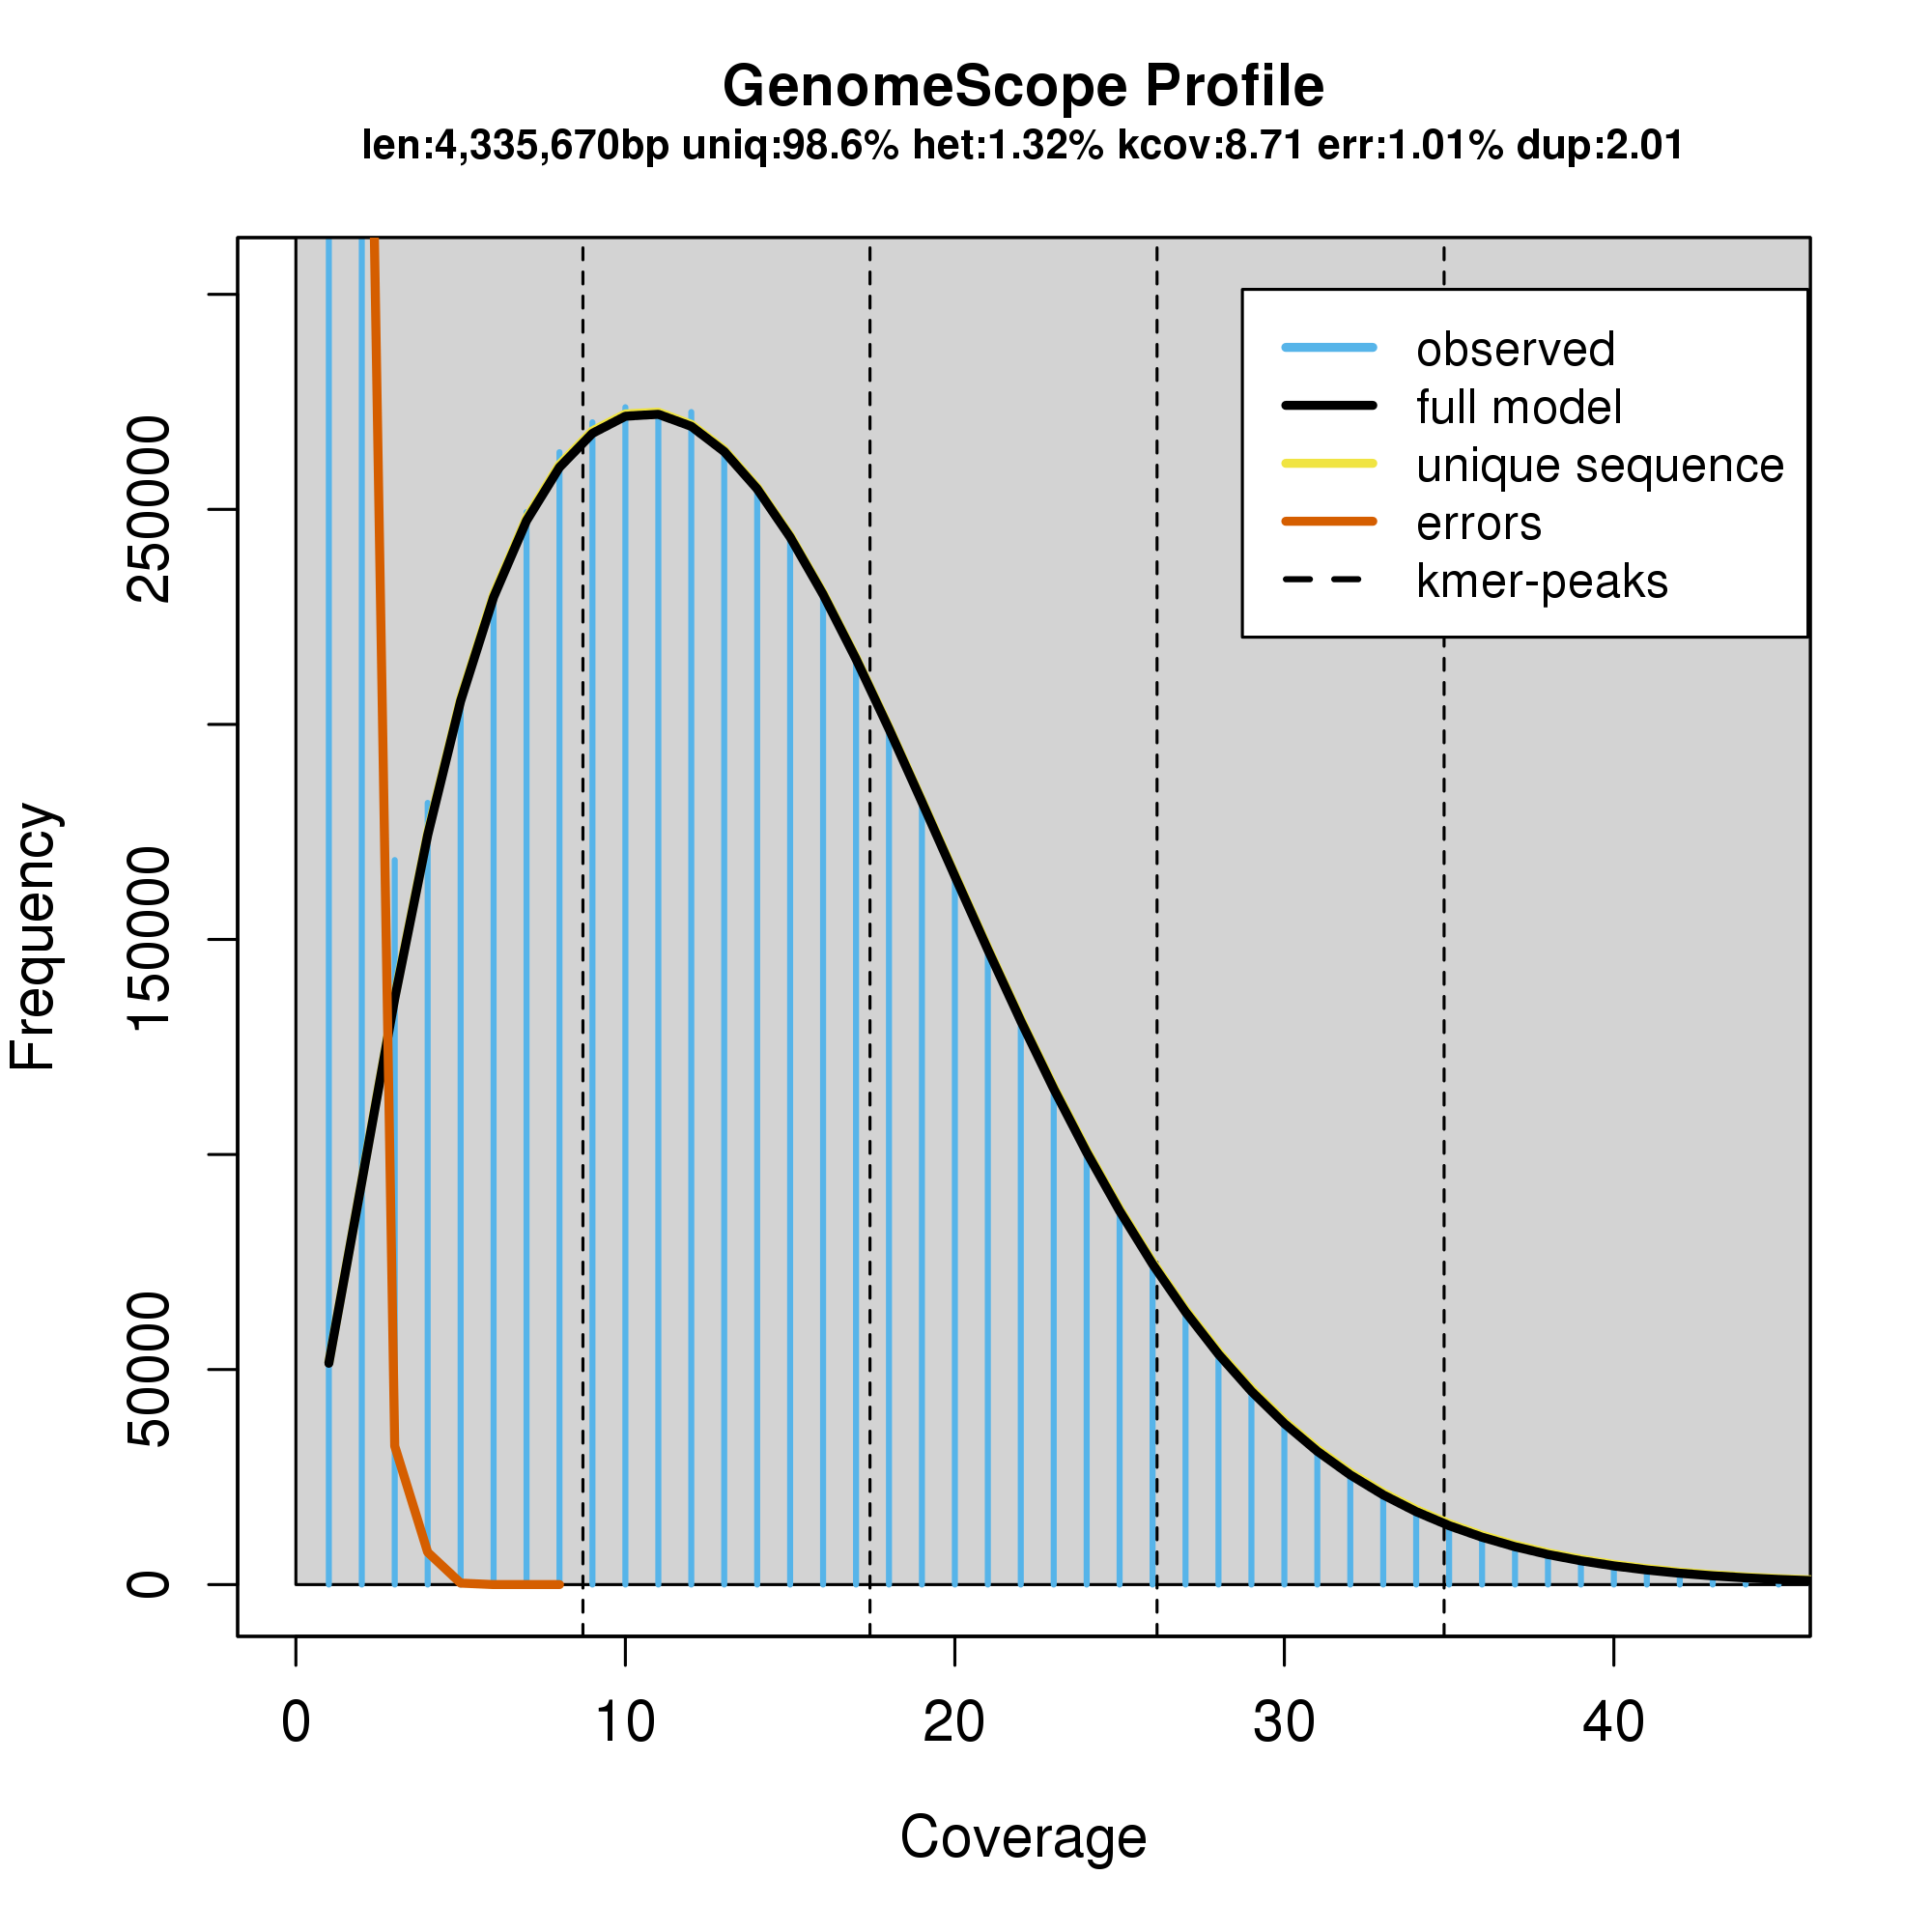 GenomeScope Profile
len:4,335,670bp uniq:98.6% het:1.32% kcov:8.71 err:1.01% dup:2.01
observed
full model
unique sequence
errors
kmer-peaks
Frequency
250000
150000
50000
0
0 10 20 30 40
Coverage